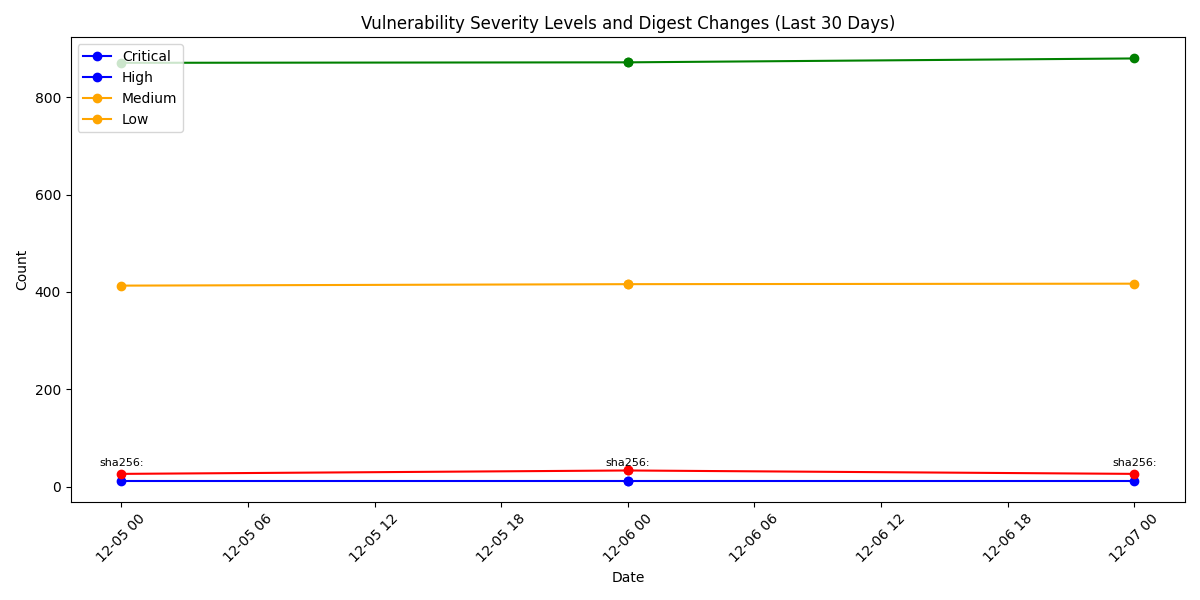 Vulnerability Severity Levels and Digest Changes (Last 30 Days)
Critical
High
Medium
Low
Count
800
600
400
200
0
sha256:
sha256:
sha256:
12-05 00
12-05 06
12-05 12
12-05 18
12-06 00
12-06 06
12-06 12
12-06 18
12-07 00
Date